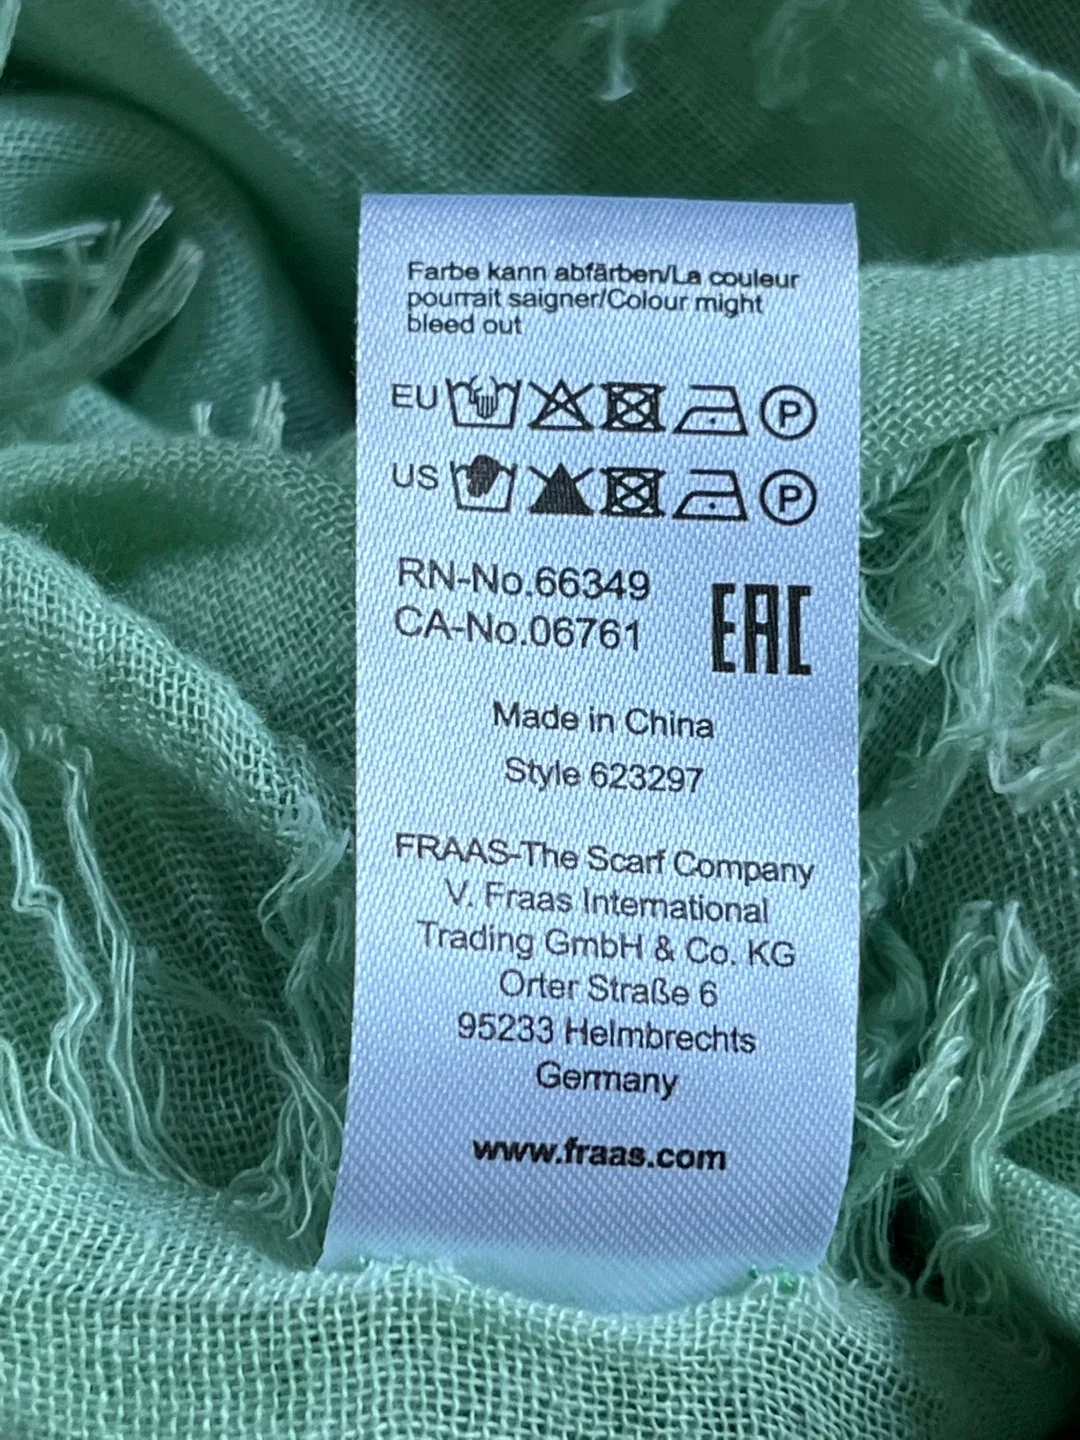 Farbe kann abfärben/La couleur
pourrait saigner/Colour might
bleed out
EU P
US P
RN-No.66349
CA-No.06761
EAC
Made in China
Style 623297
FRAAS-The Scarf Company
V. Fraas International
Trading GmbH & Co. KG
Orter Straße 6
95233 Helmbrechts
Germany
www.fraas.com